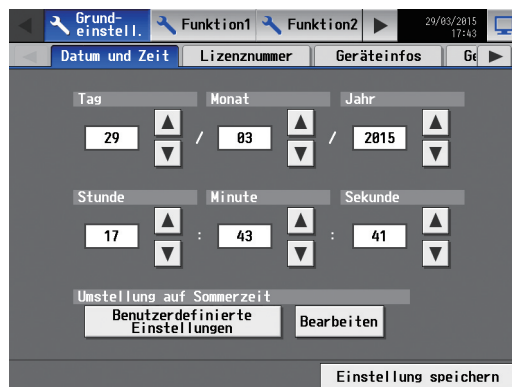 Grund-
einstell.
Funktion1
Funktion2
29/03/2015
17:43
Datum und Zeit
Lizenznummer
Geräteinfos
Tag
Monat
Jahr
29 / 03 / 2015
Stunde
Minute
Sekunde
17 : 43 : 41
Umstellung auf Sommerzeit
Benutzerdefinierte
Einstellungen
Bearbeiten
Einstellung speichern